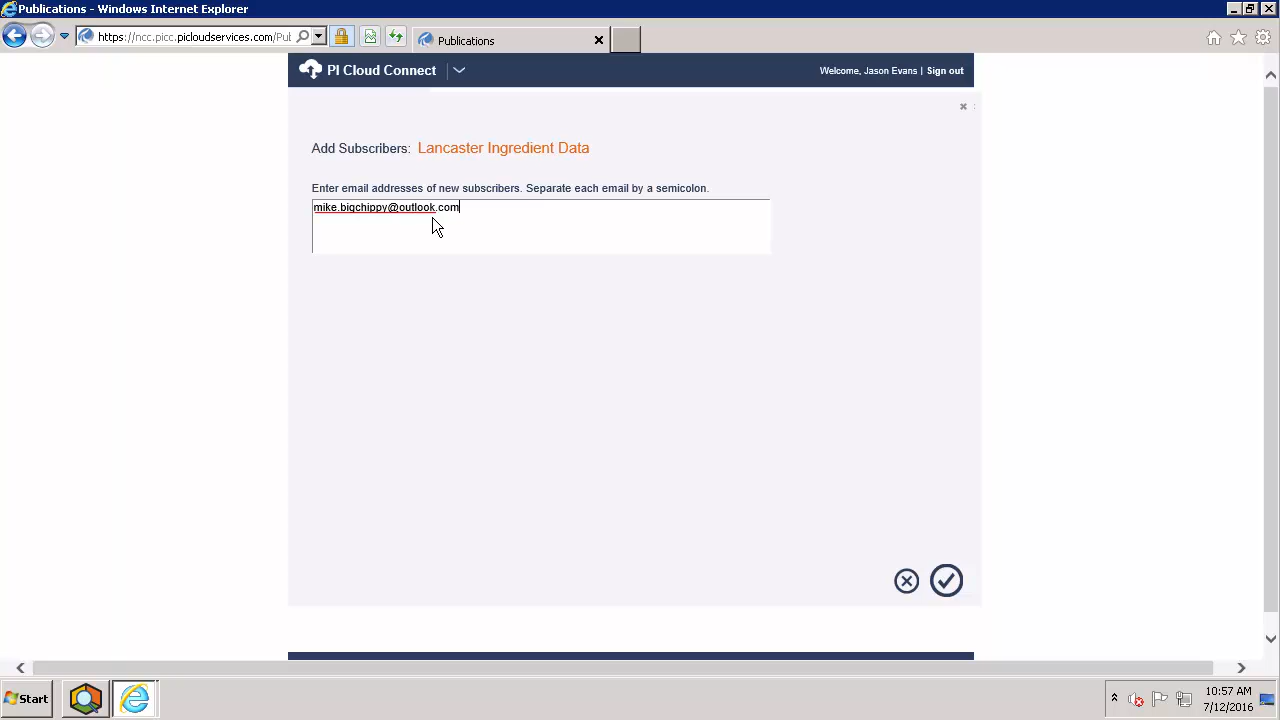 Publications - Windows Internet Explorer
https://ncc.picc.picloudservices.com/Pub
Publications
PI Cloud Connect
Welcome, Jason Evans | Sign out
Add Subscribers: Lancaster Ingredient Data
Enter email addresses of new subscribers. Separate each email by a semicolon.
mike.bigchippy@outlook.com
Start
10:57 AM
7/12/2016